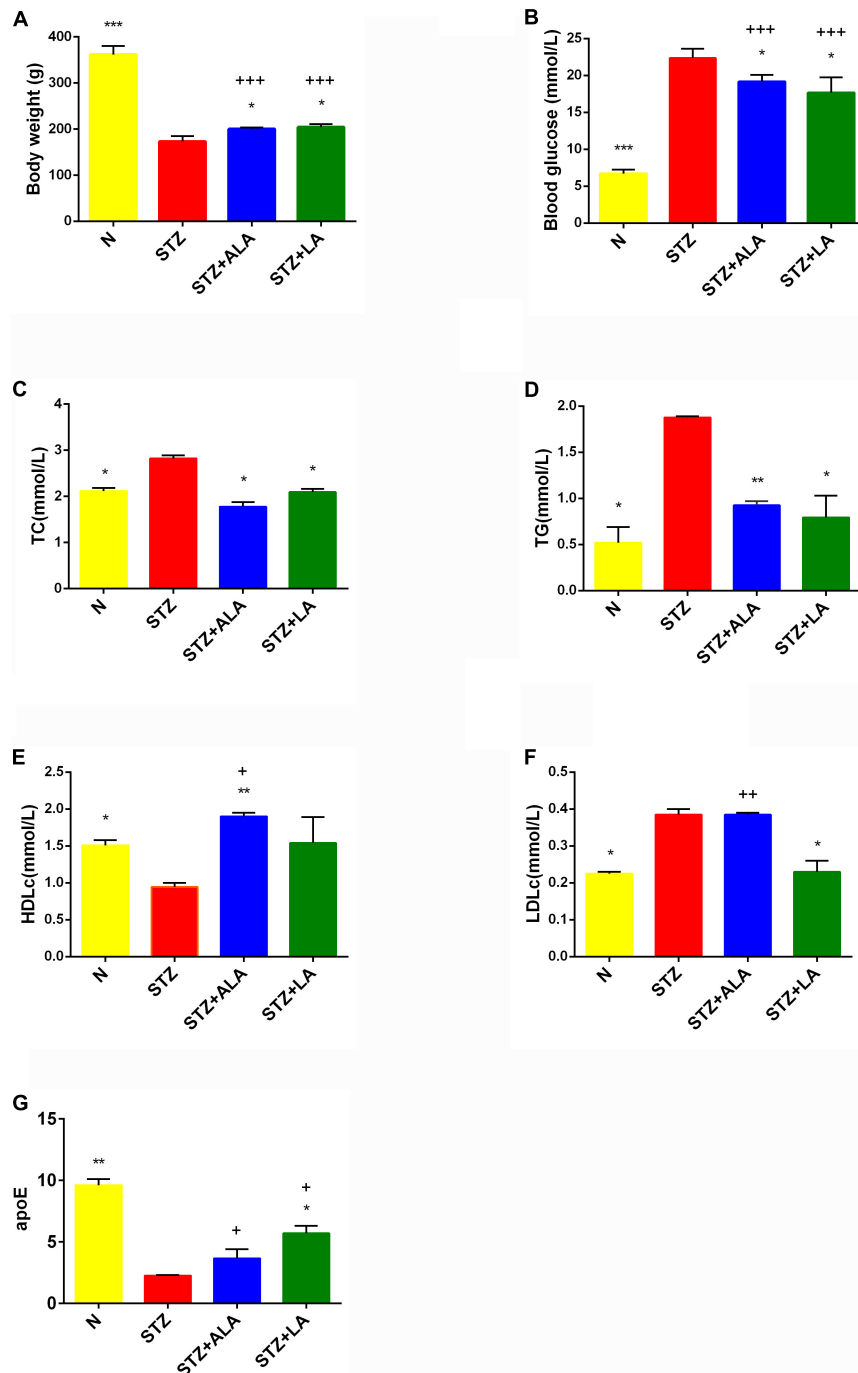 A
Body weight (g)
400
300
200
100
0
***
+++
*
+++
*
N
STZ
STZ+ALA
STZ+LA
B
Blood glucose (mmol/L)
25
20
15
10
5
0
***
+++
*
+++
*
N
STZ
STZ+ALA
STZ+LA
C
TC(mmol/L)
4
3
2
1
0
*
*
*
N
STZ
STZ+ALA
STZ+LA
D
TG(mmol/L)
2.0
1.5
1.0
0.5
0.0
*
**
*
N
STZ
STZ+ALA
STZ+LA
E
HDLc(mmol/L)
2.5
2.0
1.5
1.0
0.5
0.0
*
+
**
N
STZ
STZ+ALA
STZ+LA
F
LDLc(mmol/L)
0.5
0.4
0.3
0.2
0.1
0.0
*
++
*
N
STZ
STZ+ALA
STZ+LA
G
apoE
15
10
5
0
**
+
+
*
N
STZ
STZ+ALA
STZ+LA